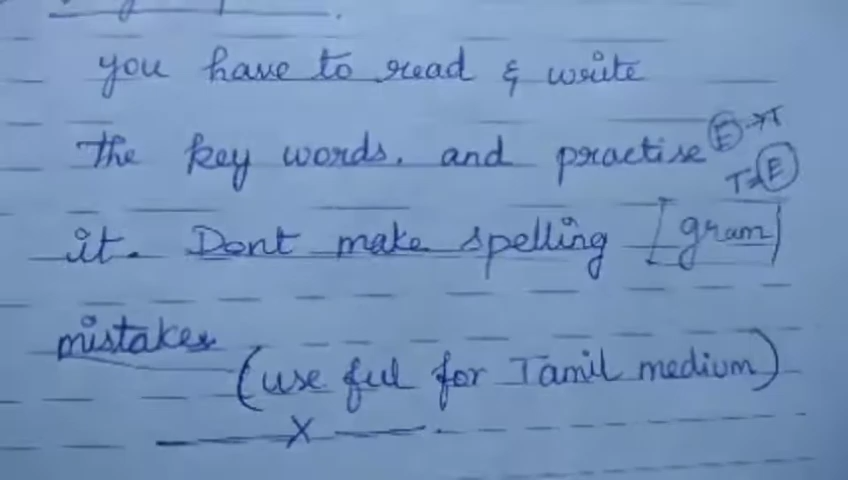 you have to read & write
the key words. and practise E → T
T → E
it. Dont make spelling [gram]
mistakes
(use ful for Tamil medium)
x